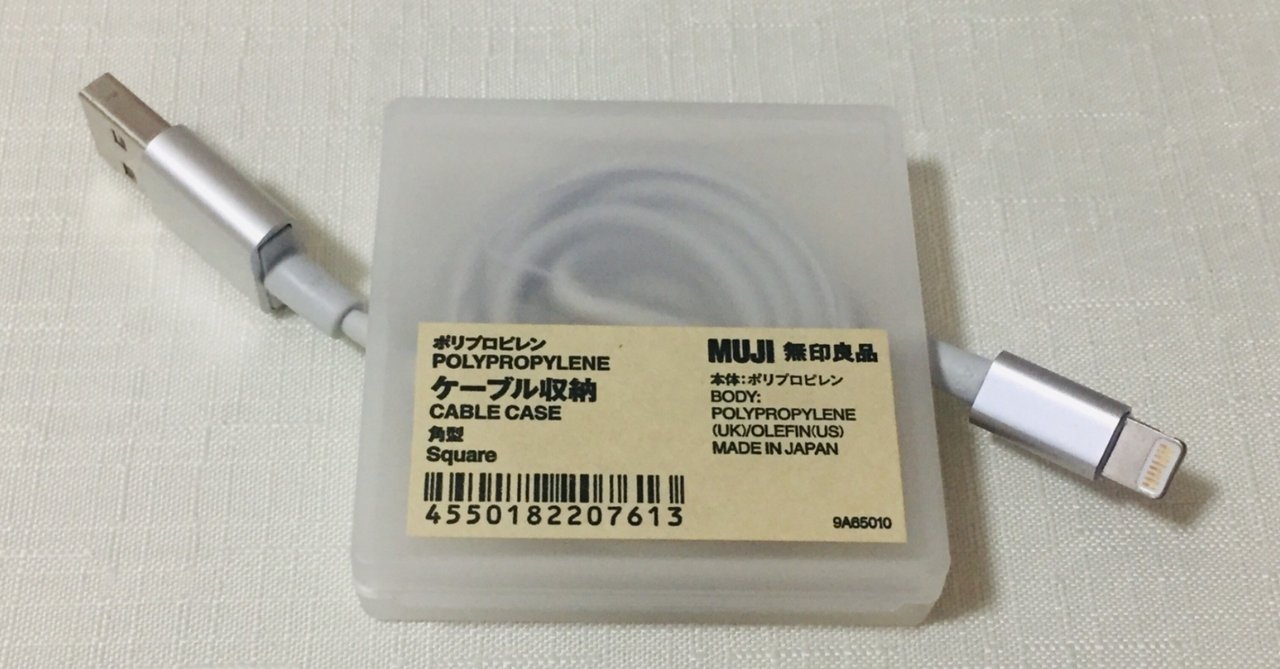 ポリプロピレン
POLYPROPYLENE
ケーブル収納
CABLE CASE
角型
Square
4550182207613
MUJI 無印良品
本体:ポリプロピレン
BODY:
POLYPROPYLENE
(UK)/OLEFIN(US)
MADE IN JAPAN
9A65010